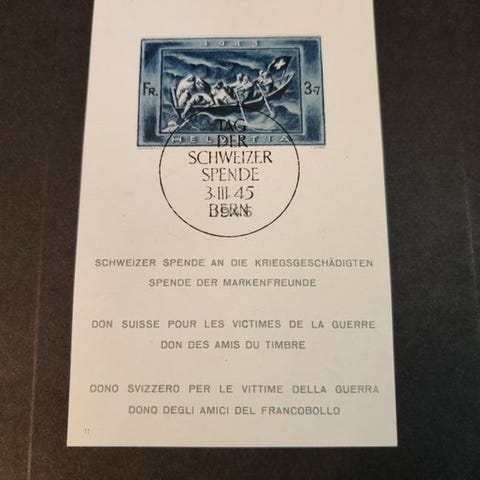 1945
FR. 3+7
HELVETIA
TAG
DER
SCHWEIZER
SPENDE
3.III.45
BERN
SCHWEIZER SPENDE AN DIE KRIEGSGESCHÄDIGTEN
SPENDE DER MARKENFREUNDE
DON SUISSE POUR LES VICTIMES DE LA GUERRE
DON DES AMIS DU TIMBRE
DONO SVIZZERO PER LE VITTIME DELLA GUERRA
DONO DEGLI AMICI DEL FRANCOBOLLO